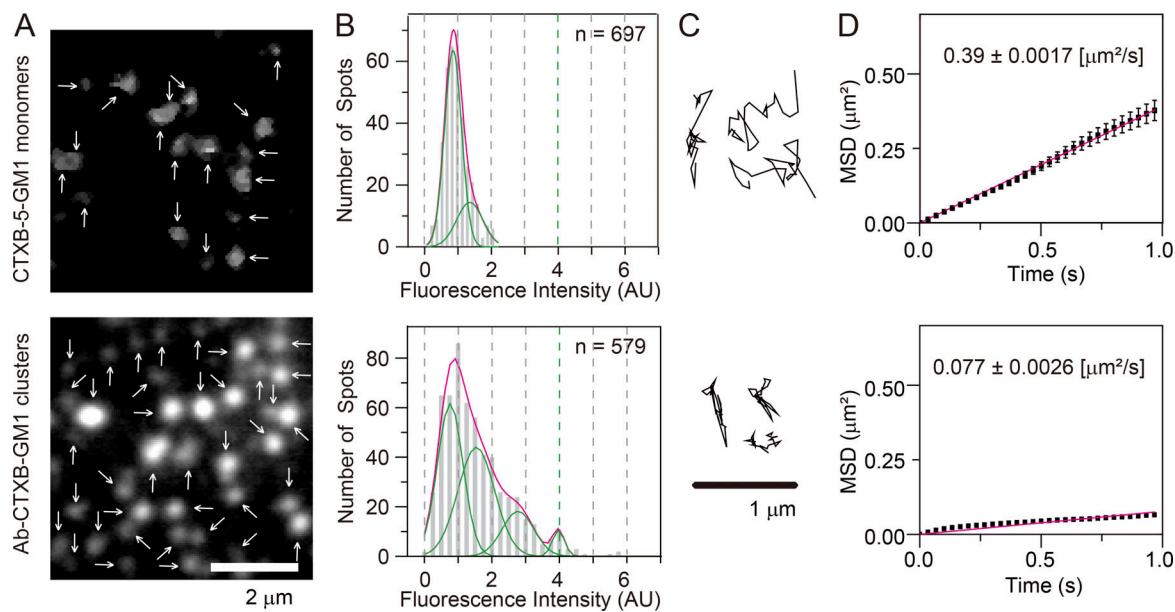 A
B
C
D
CTXB-5-GM1 monomers
Number of Spots
60
40
20
0
n = 697
0
2
4
6
Fluorescence Intensity (AU)
MSD (μm²)
0.50
0.25
0.00
0.39 ± 0.0017 [μm²/s]
0.0
0.5
1.0
Time (s)
Ab-CTXB-GM1 clusters
2 μm
Number of Spots
80
60
40
20
0
n = 579
0
2
4
6
Fluorescence Intensity (AU)
1 μm
MSD (μm²)
0.50
0.25
0.00
0.077 ± 0.0026 [μm²/s]
0.0
0.5
1.0
Time (s)